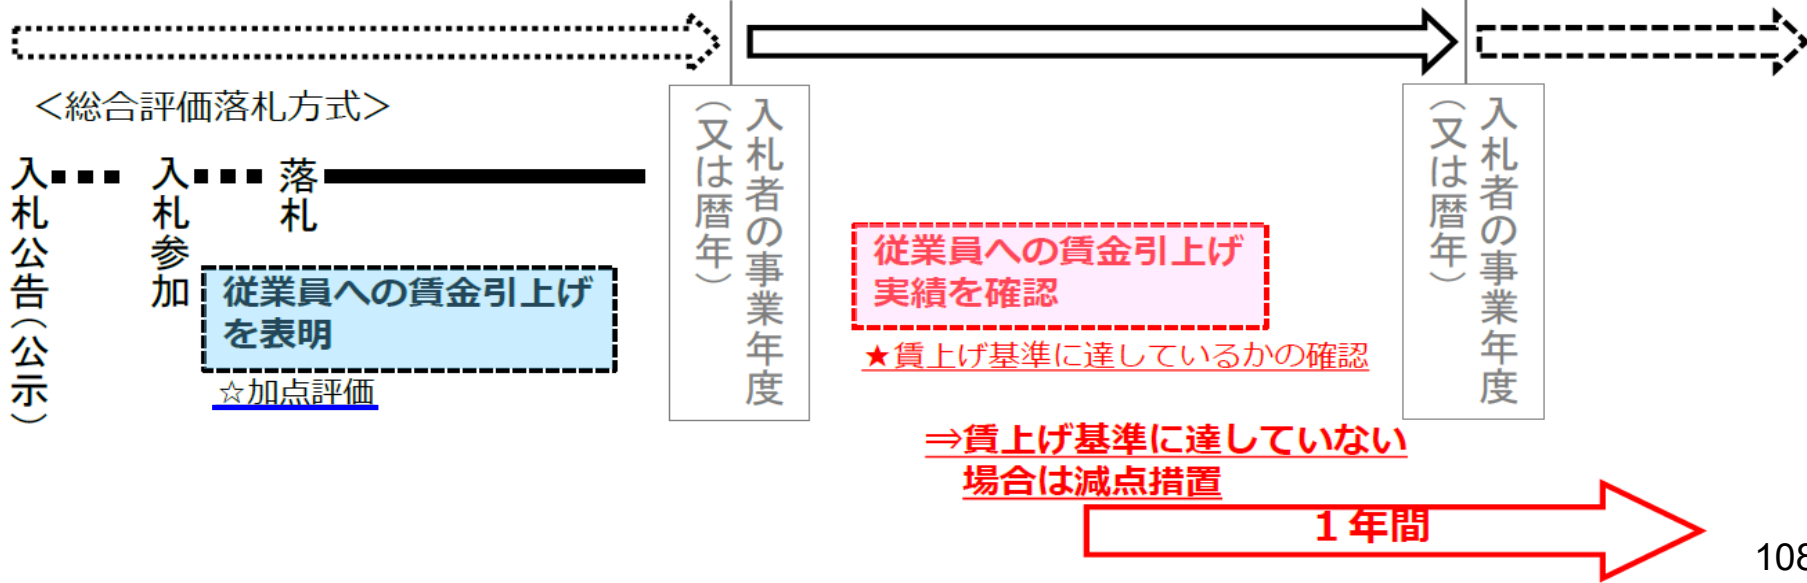 ＜総合評価落札方式＞
入札公告（公示）
入札参加
落札
従業員への賃金引上げ
を表明
☆加点評価
入札者の事業年度
（又は暦年）
従業員への賃金引上げ
実績を確認
★賃上げ基準に達しているかの確認
⇒賃上げ基準に達していない
場合は減点措置
１年間
入札者の事業年度
（又は暦年）
108